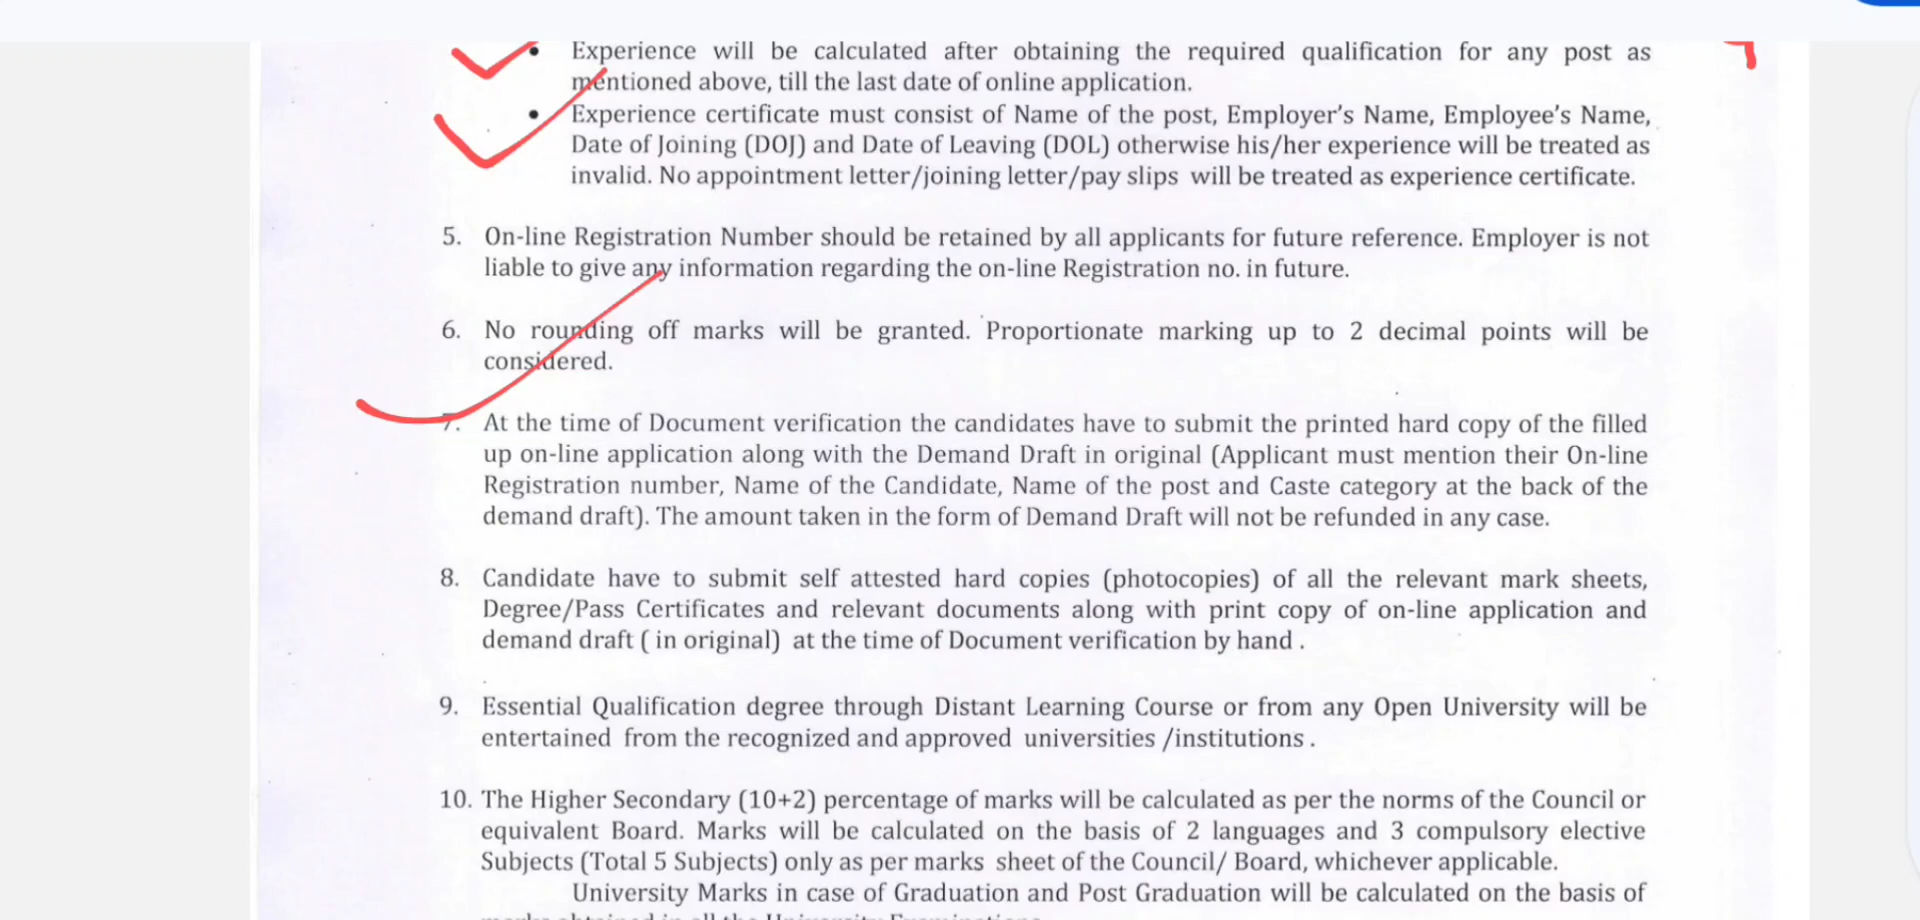 • Experience will be calculated after obtaining the required qualification for any post as
mentioned above, till the last date of online application.
• Experience certificate must consist of Name of the post, Employer's Name, Employee's Name,
Date of Joining (DOJ) and Date of Leaving (DOL) otherwise his/her experience will be treated as
invalid. No appointment letter/joining letter/pay slips will be treated as experience certificate.
5. On-line Registration Number should be retained by all applicants for future reference. Employer is not
liable to give any information regarding the on-line Registration no. in future.
6. No rounding off marks will be granted. Proportionate marking up to 2 decimal points will be
considered.
7. At the time of Document verification the candidates have to submit the printed hard copy of the filled
up on-line application along with the Demand Draft in original (Applicant must mention their On-line
Registration number, Name of the Candidate, Name of the post and Caste category at the back of the
demand draft). The amount taken in the form of Demand Draft will not be refunded in any case.
8. Candidate have to submit self attested hard copies (photocopies) of all the relevant mark sheets,
Degree/Pass Certificates and relevant documents along with print copy of on-line application and
demand draft ( in original) at the time of Document verification by hand .
9. Essential Qualification degree through Distant Learning Course or from any Open University will be
entertained from the recognized and approved universities /institutions .
10. The Higher Secondary (10+2) percentage of marks will be calculated as per the norms of the Council or
equivalent Board. Marks will be calculated on the basis of 2 languages and 3 compulsory elective
Subjects (Total 5 Subjects) only as per marks sheet of the Council/ Board, whichever applicable.
University Marks in case of Graduation and Post Graduation will be calculated on the basis of